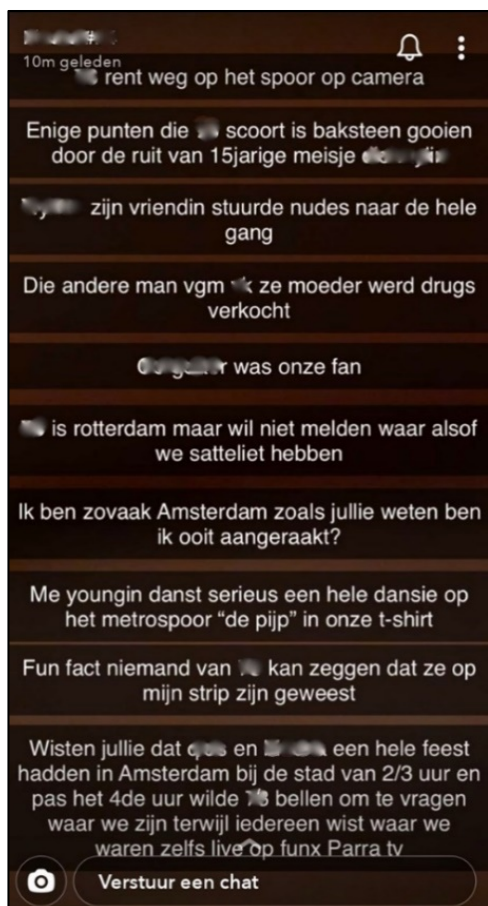 10m geleden
rent weg op het spoor op camera
Enige punten die scoort is baksteen gooien
door de ruit van 15jarige meisje
zijn vriendin stuurde nudes naar de hele
gang
Die andere man vgm ze moeder werd drugs
verkocht
was onze fan
is rotterdam maar wil niet melden waar alsof
we satteliet hebben
Ik ben zovaak Amsterdam zoals jullie weten ben
ik ooit aangeraakt?
Me youngin danst serieus een hele dansie op
het metrospoor “de pijp” in onze t-shirt
Fun fact niemand van kan zeggen dat ze op
mijn strip zijn geweest
Wisten jullie dat en een hele feest
hadden in Amsterdam bij de stad van 2/3 uur en
pas het 4de uur wilde bellen om te vragen
waar we zijn terwijl iedereen wist waar we
waren zelfs live op funx Parra tv
Verstuur een chat